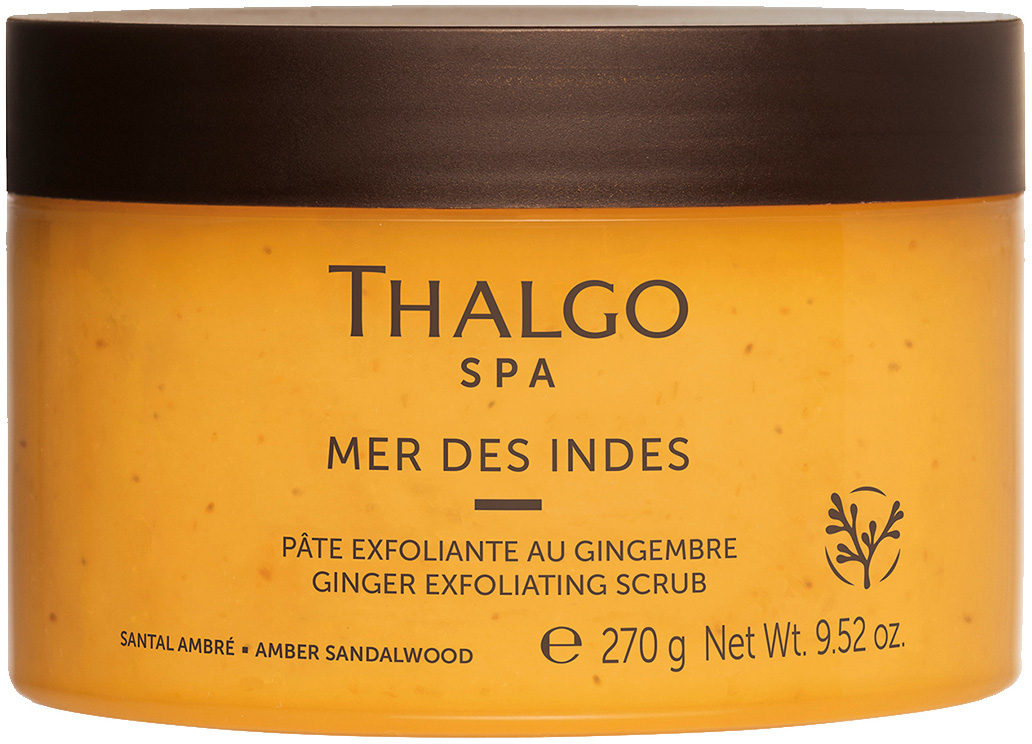 THALGO
SPA
MER DES INDES
PÂTE EXFOLIANTE AU GINGEMBRE
GINGER EXFOLIATING SCRUB
SANTAL AMBRÉ ▪ AMBER SANDALWOOD
℮ 270 g Net Wt. 9.52 oz.